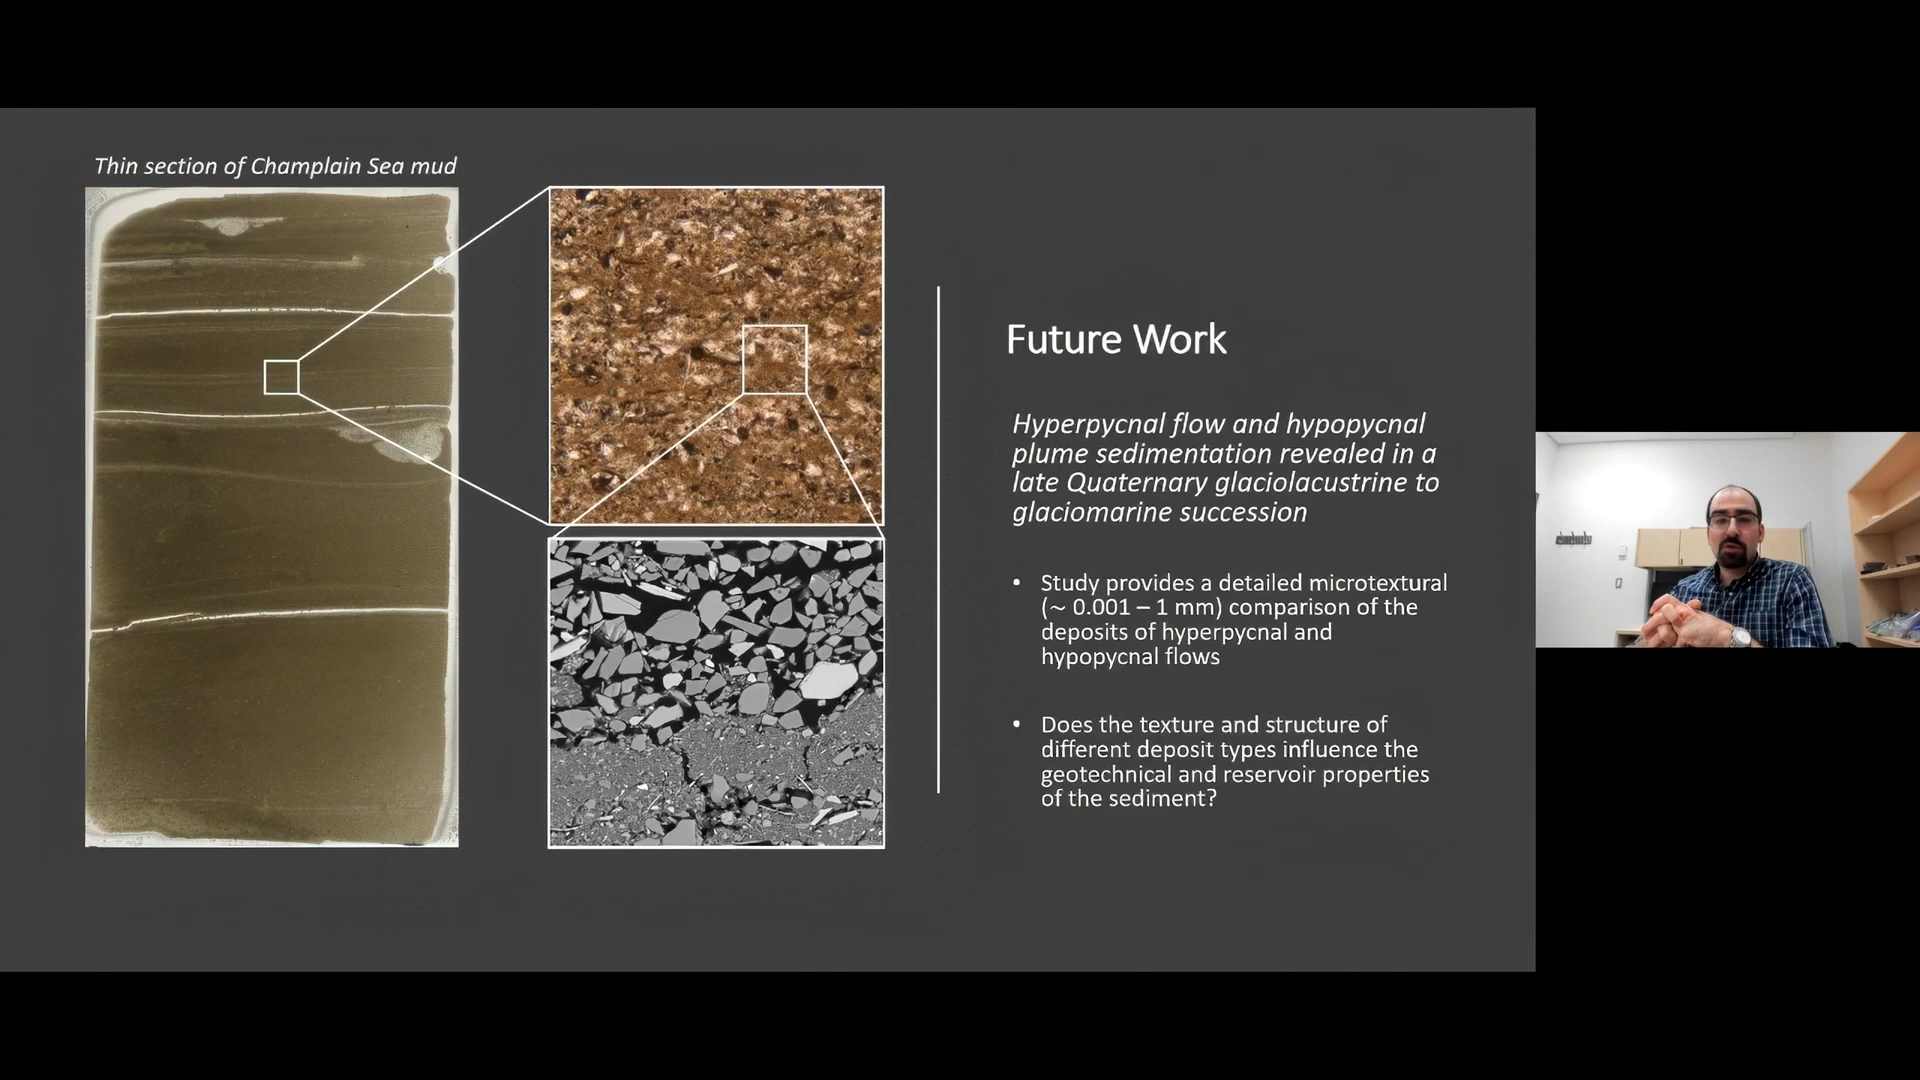 Thin section of Champlain Sea mud
Future Work
Hyperpycnal flow and hypopycnal
plume sedimentation revealed in a
late Quaternary glaciolacustrine to
glaciomarine succession
• Study provides a detailed microtextural
(~ 0.001 – 1 mm) comparison of the
deposits of hyperpycnal and
hypopycnal flows
• Does the texture and structure of
different deposit types influence the
geotechnical and reservoir properties
of the sediment?